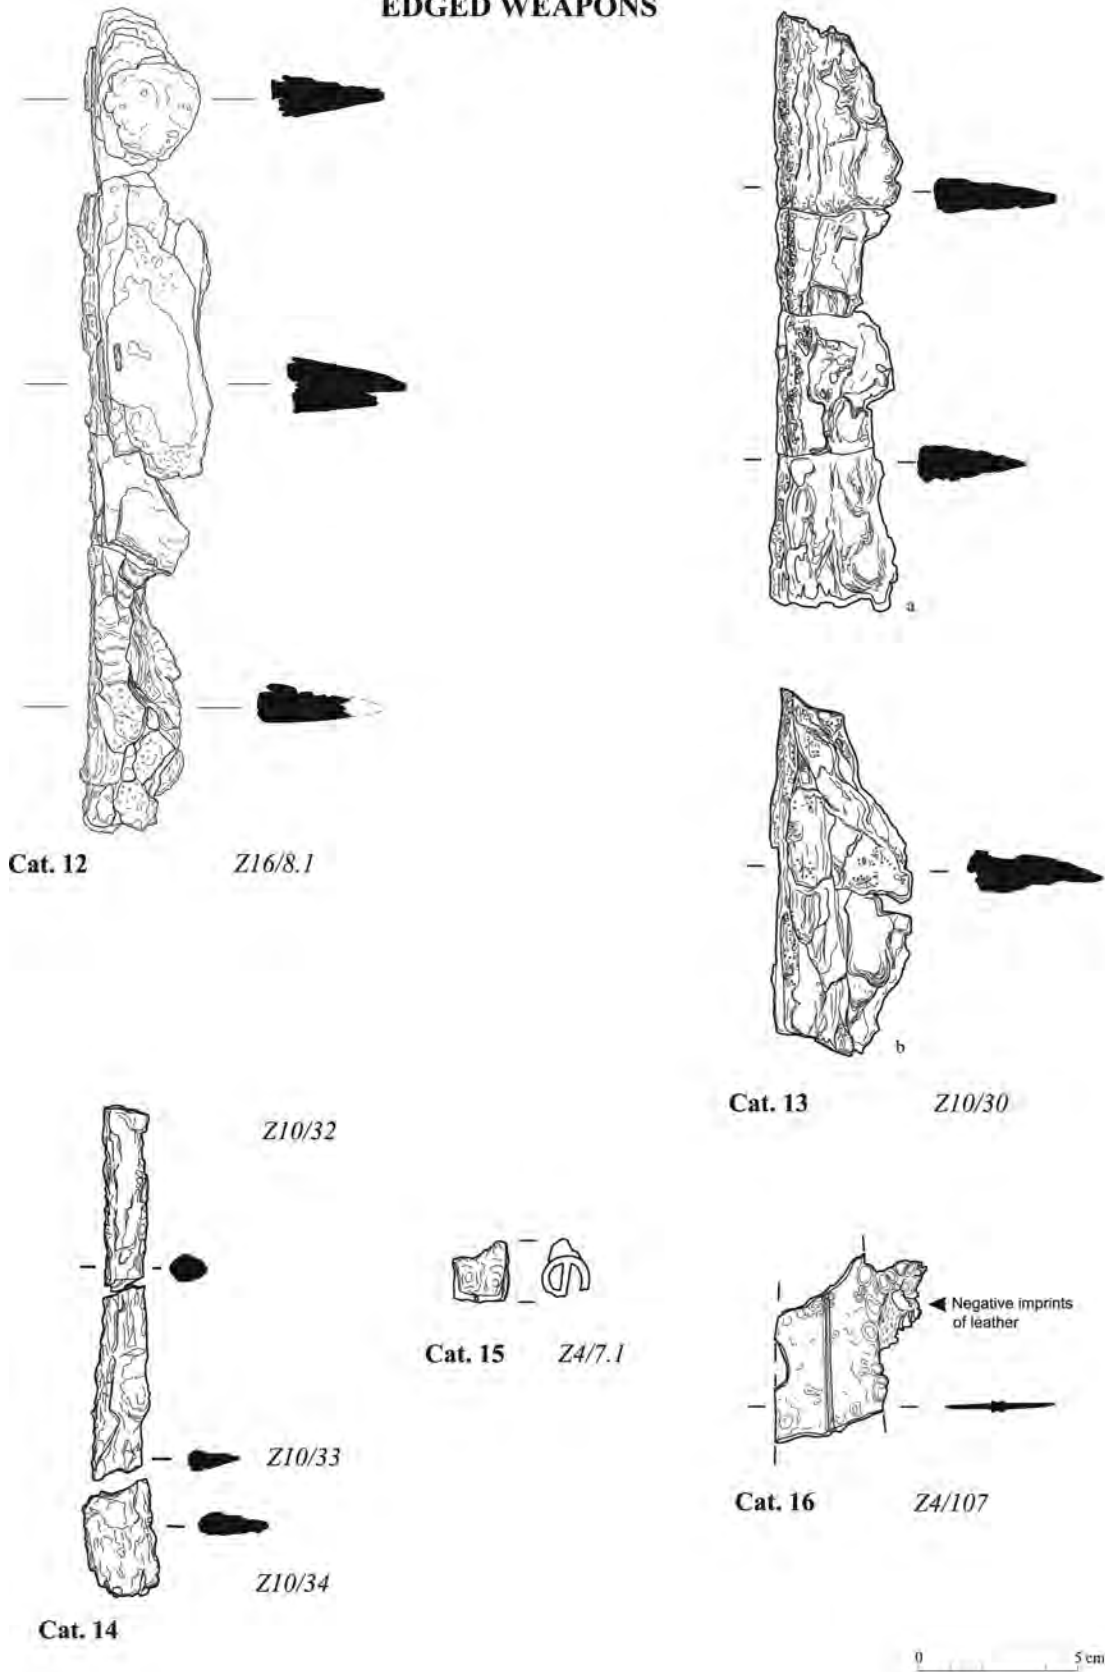 EDGED WEAPONS
a
Cat. 12 Z16/8.1
b
Cat. 13 Z10/30
Z10/32
Negative imprints
of leather
Cat. 15 Z4/7.1
Z10/33
Cat. 16 Z4/107
Z10/34
Cat. 14
0 5 cm